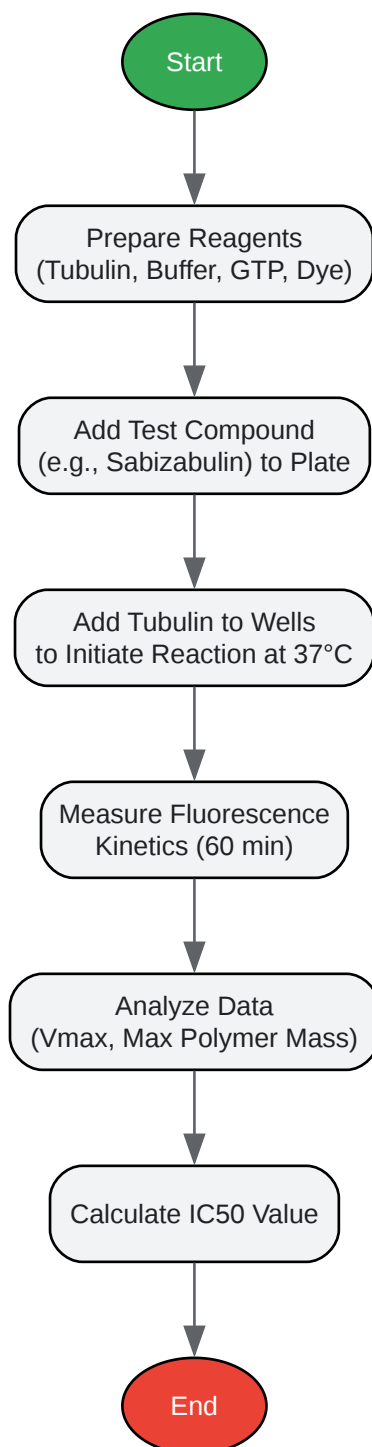 Start
Prepare Reagents
(Tubulin, Buffer, GTP, Dye)
Add Test Compound
(e.g., Sabizabulin) to Plate
Add Tubulin to Wells
to Initiate Reaction at 37°C
Measure Fluorescence
Kinetics (60 min)
Analyze Data
(Vmax, Max Polymer Mass)
Calculate IC50 Value
End